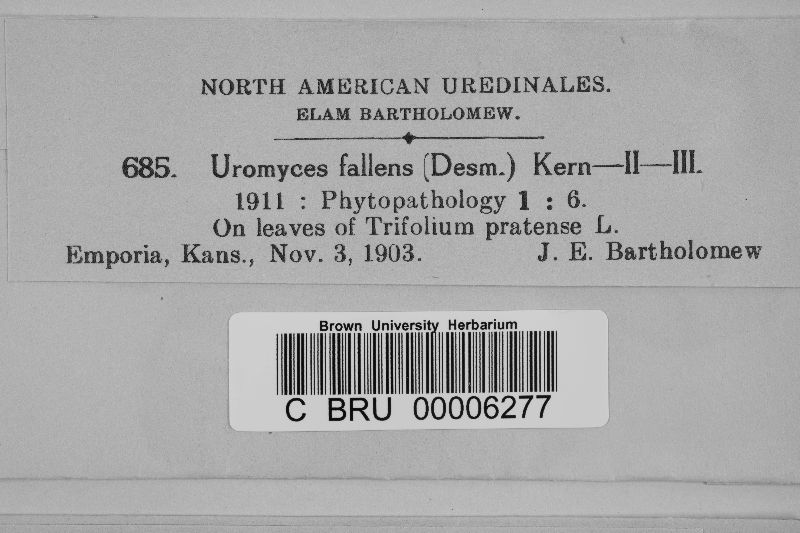 NORTH AMERICAN UREDINALES.
ELAM BARTHOLOMEW.
685. Uromyces fallens (Desm.) Kern—II—III.
1911 : Phytopathology 1 : 6.
On leaves of Trifolium pratense L.
Emporia, Kans., Nov. 3, 1903. J. E. Bartholomew
Brown University Herbarium
C BRU 00006277